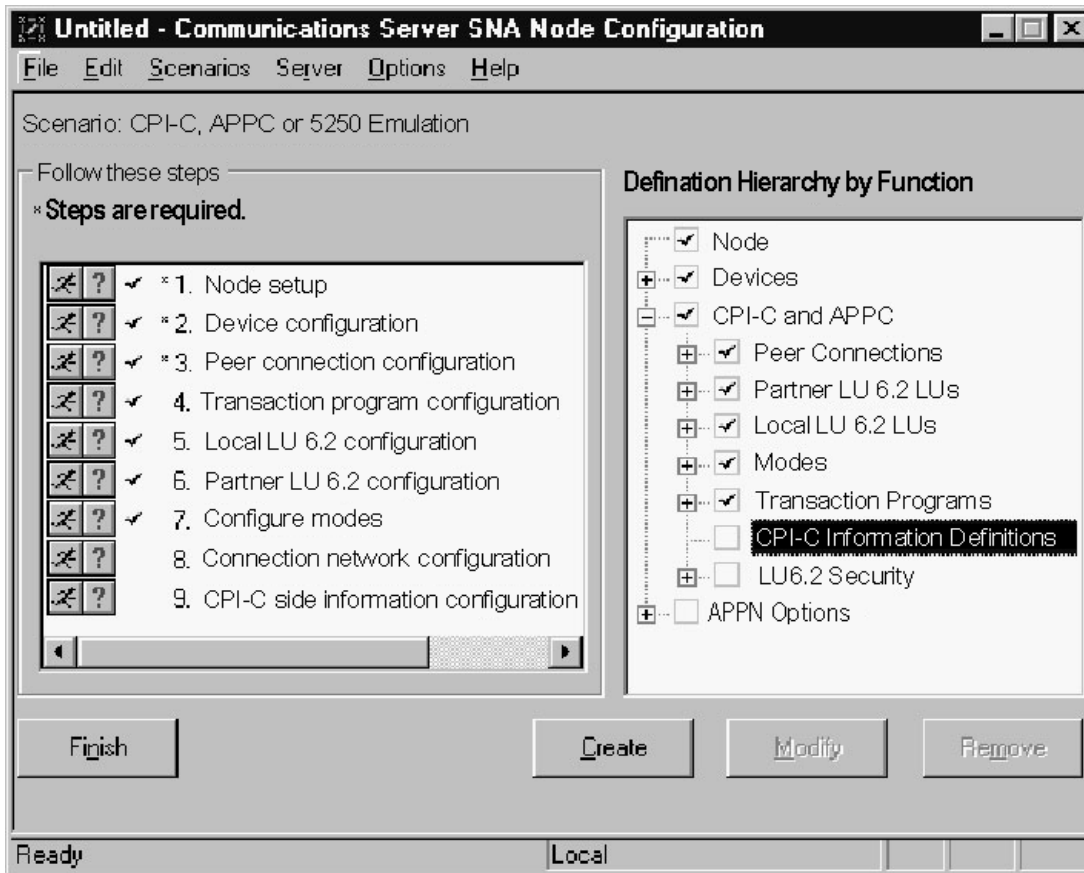 Untitled - Communications Server SNA Node Configuration
File Edit Scenarios Server Options Help
Scenario: CPI-C, APPC or 5250 Emulation
Follow these steps
* Steps are required.
? *1. Node setup
? *2. Device configuration
? *3. Peer connection configuration
? 4. Transaction program configuration
? 5. Local LU 6.2 configuration
? 6. Partner LU 6.2 configuration
? 7. Configure modes
? 8. Connection network configuration
? 9. CPI-C side information configuration
Defination Hierarchy by Function
Node
Devices
CPI-C and APPC
Peer Connections
Partner LU 6.2 LUs
Local LU 6.2 LUs
Modes
Transaction Programs
CPI-C Information Definitions
LU6.2 Security
APPN Options
Finish Create Modify Remove
Ready Local